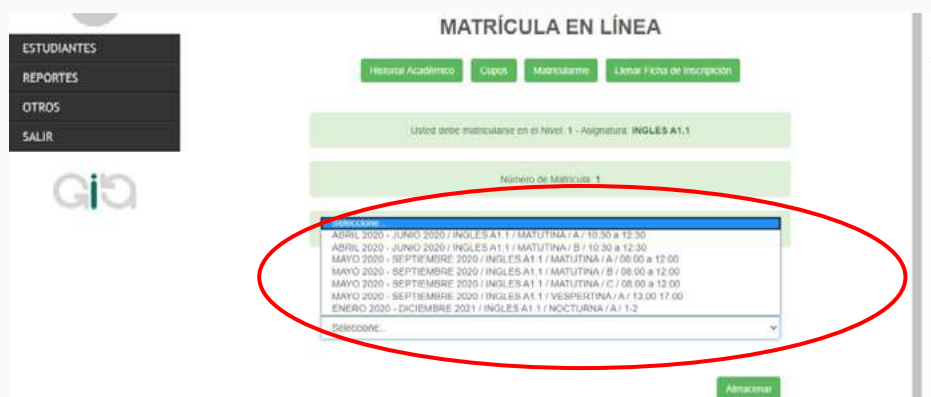 MATRÍCULA EN LÍNEA
ESTUDIANTES
REPORTES
OTROS
SALIR
Historial Académico Cupos Matricularme Llenar Ficha de Inscripción
Usted debe matricularse en el Nivel: 1 - Asignatura: INGLES A1.1
Número de Matrícula: 1
GiA
Seleccione...
ABRIL 2020 - JUNIO 2020 / INGLES A1.1 / MATUTINA / A / 10:30 a 12:30
ABRIL 2020 - JUNIO 2020 / INGLES A1.1 / MATUTINA / B / 10:30 a 12:30
MAYO 2020 - SEPTIEMBRE 2020 / INGLES A1.1 / MATUTINA / A / 08:00 a 12:00
MAYO 2020 - SEPTIEMBRE 2020 / INGLES A1.1 / MATUTINA / B / 08:00 a 12:00
MAYO 2020 - SEPTIEMBRE 2020 / INGLES A1.1 / MATUTINA / C / 08:00 a 12:00
MAYO 2020 - SEPTIEMBRE 2020 / INGLES A1.1 / VESPERTINA / A / 13:00 17:00
ENERO 2020 - DICIEMBRE 2021 / INGLES A1.1 / NOCTURNA / A / 1-2
Seleccione...
Almacenar